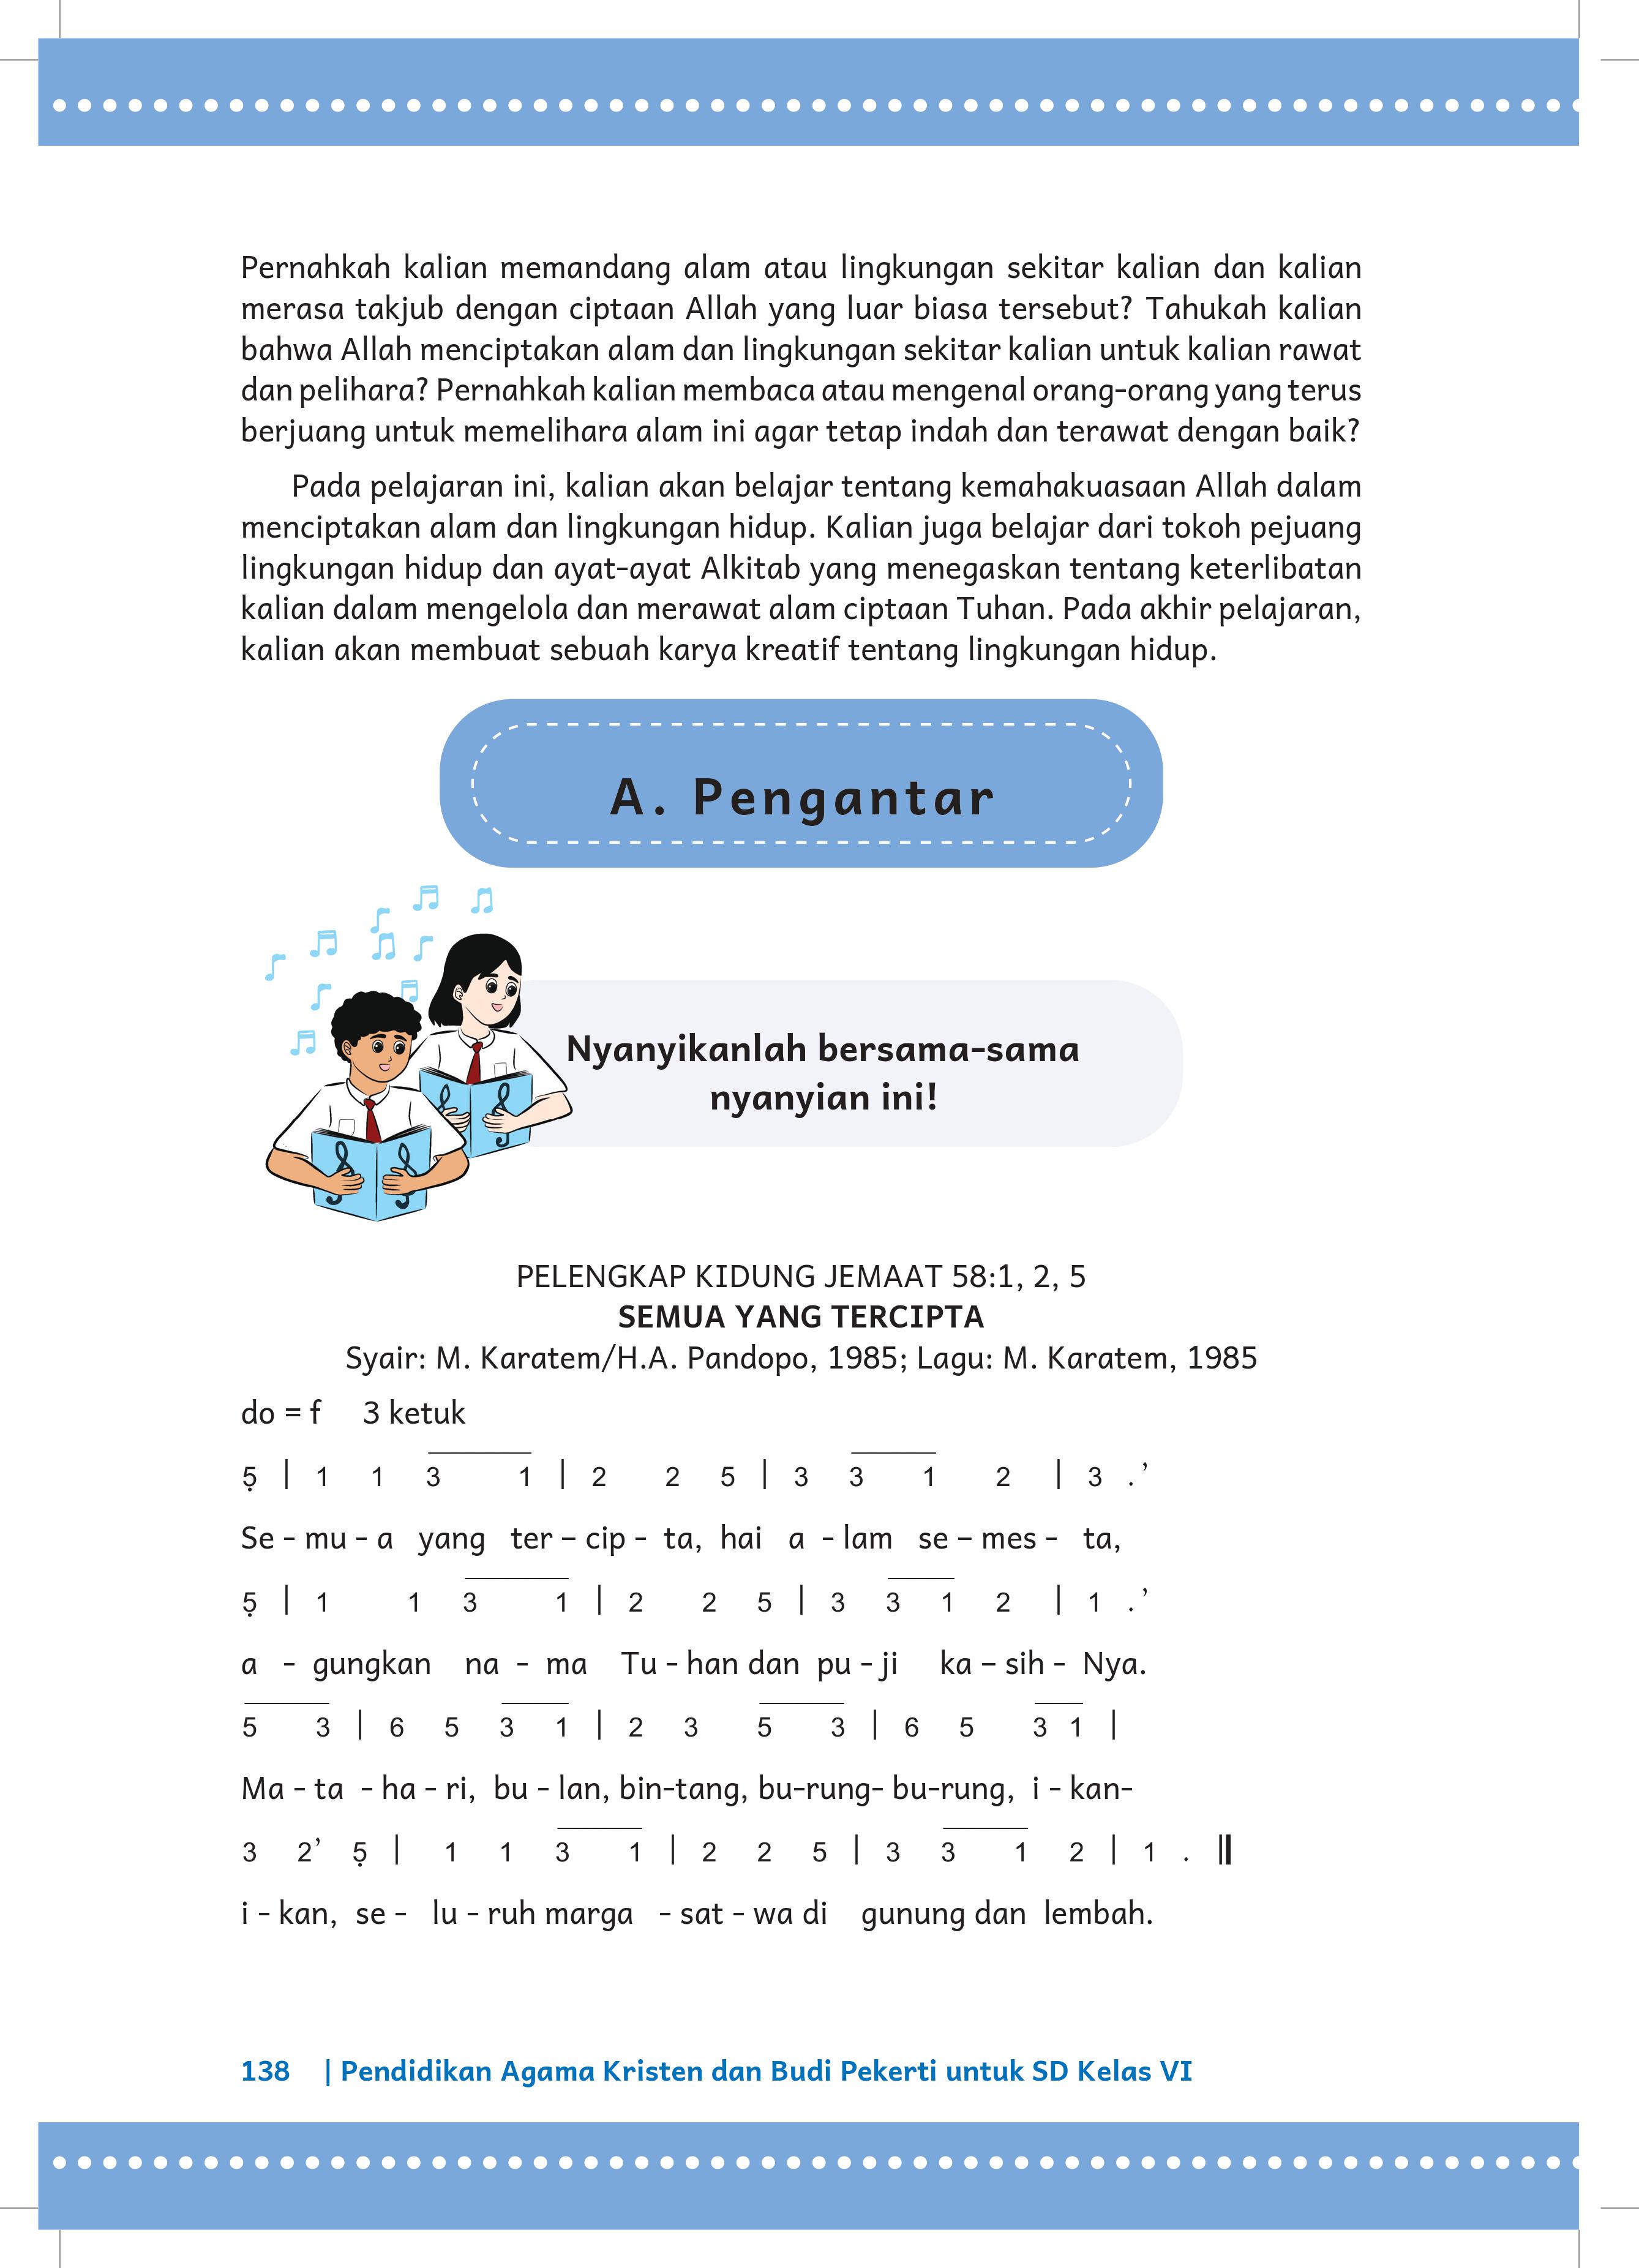 Pernahkah kalian memandang alam atau lingkungan sekitar kalian dan kalian
merasa takjub dengan ciptaan Allah yang luar biasa tersebut? Tahukah kalian
bahwa Allah menciptakan alam dan lingkungan sekitar kalian untuk kalian rawat
dan pelihara? Pernahkah kalian membaca atau mengenal orang-orang yang terus
berjuang untuk memelihara alam ini agar tetap indah dan terawat dengan baik?
Pada pelajaran ini, kalian akan belajar tentang kemahakuasaan Allah dalam
menciptakan alam dan lingkungan hidup. Kalian juga belajar dari tokoh pejuang
lingkungan hidup dan ayat-ayat Alkitab yang menegaskan tentang keterlibatan
kalian dalam mengelola dan merawat alam ciptaan Tuhan. Pada akhir pelajaran,
kalian akan membuat sebuah karya kreatif tentang lingkungan hidup.
A. Pengantar
Nyanyikanlah bersama-sama
nyanyian ini!
PELENGKAP KIDUNG JEMAAT 58:1, 2, 5
SEMUA YANG TERCIPTA
Syair: M. Karatem/H.A. Pandopo, 1985; Lagu: M. Karatem, 1985
do = f 3 ketuk
5̣ | 1 1 3 1 | 2 2 5 | 3 3 1 2 | 3 . ’
Se - mu - a yang ter – cip - ta, hai a - lam se – mes - ta,
5̣ | 1 1 3 1 | 2 2 5 | 3 3 1 2 | 1 . ’
a - gungkan na - ma Tu - han dan pu - ji ka – sih - Nya.
5 3 | 6 5 3 1 | 2 3 5 3 | 6 5 3 1 |
Ma - ta - ha - ri, bu - lan, bin-tang, bu-rung- bu-rung, i - kan-
3 2’ 5̣ | 1 1 3 1 | 2 2 5 | 3 3 1 2 | 1 . ||
i - kan, se - lu - ruh marga - sat - wa di gunung dan lembah.
138 | Pendidikan Agama Kristen dan Budi Pekerti untuk SD Kelas VI